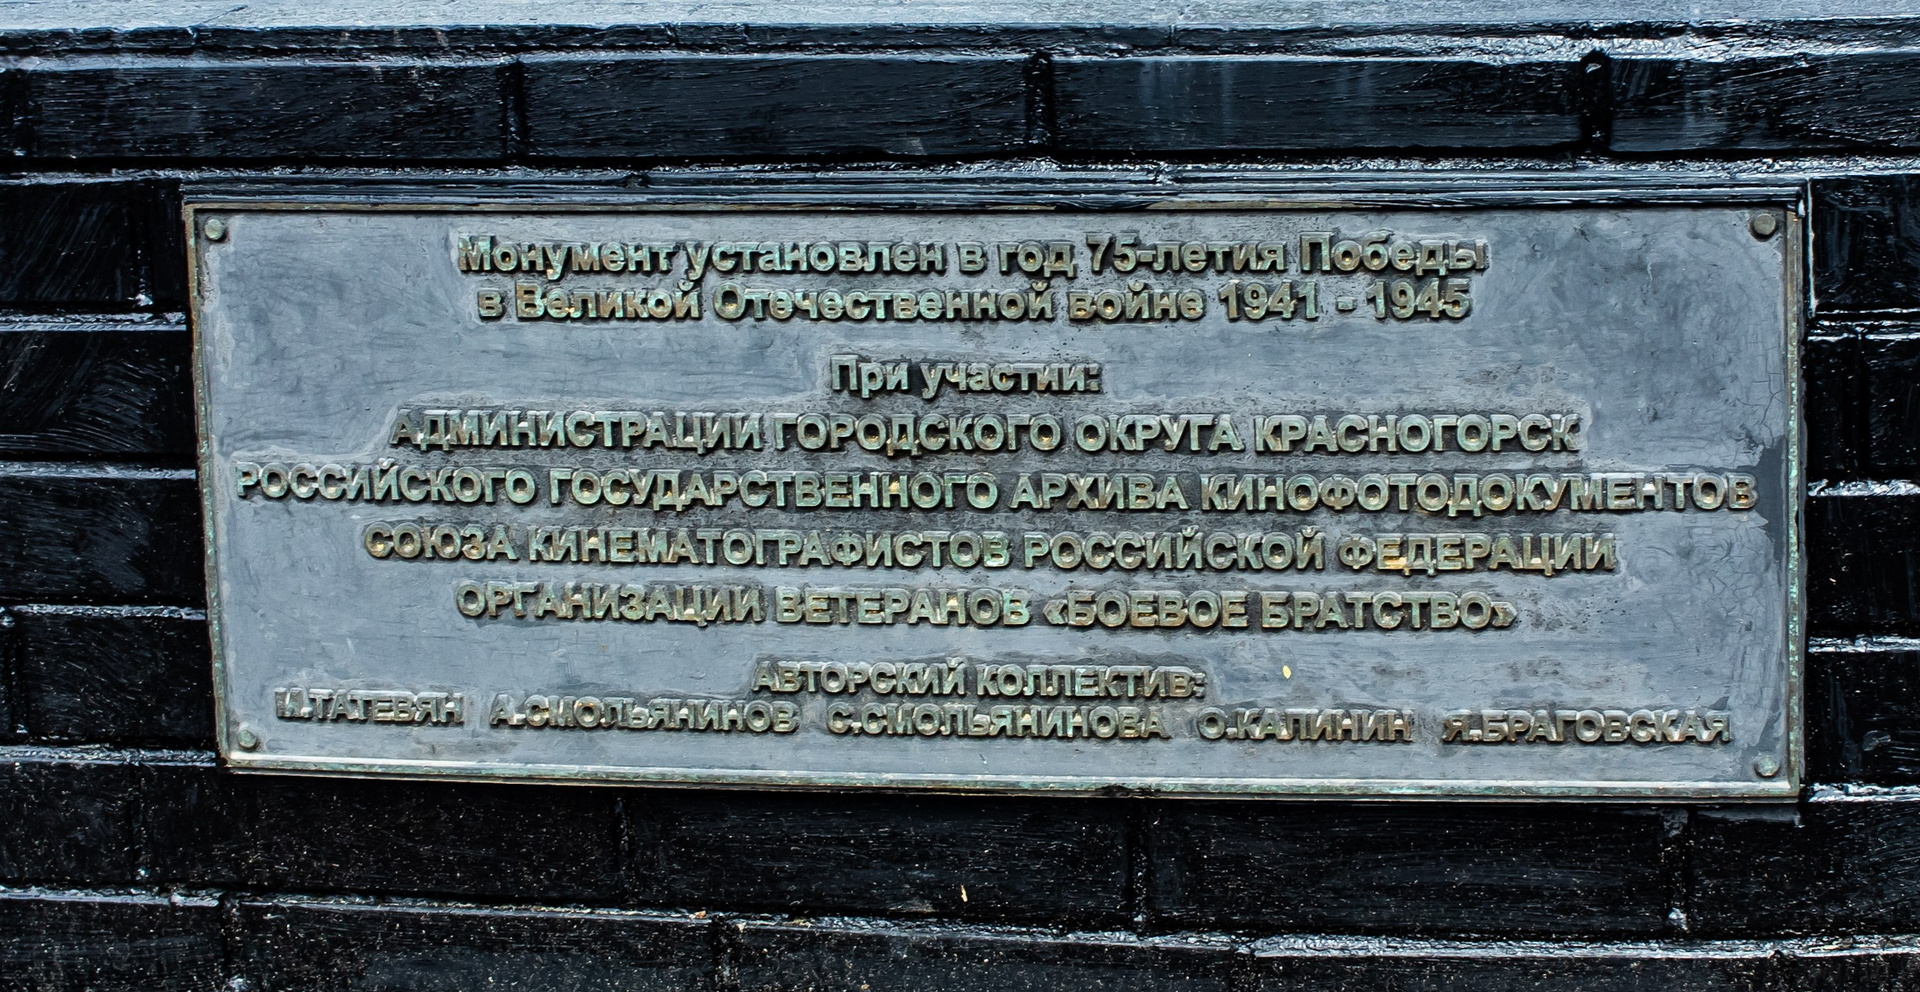 Монумент установлен в год 75-летия Победы
в Великой Отечественной войне 1941 - 1945
При участии:
АДМИНИСТРАЦИИ ГОРОДСКОГО ОКРУГА КРАСНОГОРСК
РОССИЙСКОГО ГОСУДАРСТВЕННОГО АРХИВА КИНОФОТОДОКУМЕНТОВ
СОЮЗА КИНЕМАТОГРАФИСТОВ РОССИЙСКОЙ ФЕДЕРАЦИИ
ОРГАНИЗАЦИИ ВЕТЕРАНОВ «БОЕВОЕ БРАТСТВО»
АВТОРСКИЙ КОЛЛЕКТИВ:
И.ТАТЕВЯН А.СМОЛЬЯНИНОВ С.СМОЛЬЯНИНОВА О.КАЛИНИН Я.БРАГОВСКАЯ